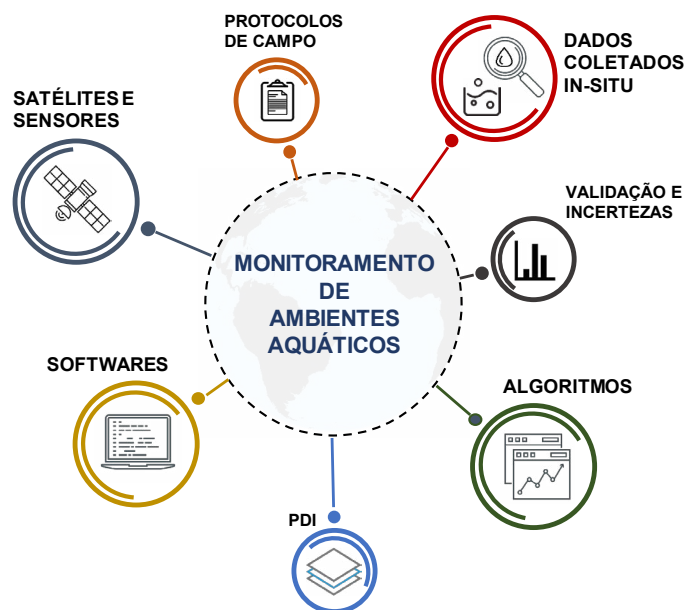 PROTOCOLOS
DE CAMPO
DADOS
COLETADOS
IN-SITU
SATÉLITES E
SENSORES
VALIDAÇÃO E
INCERTEZAS
MONITORAMENTO
DE
AMBIENTES
AQUÁTICOS
SOFTWARES
ALGORITMOS
PDI